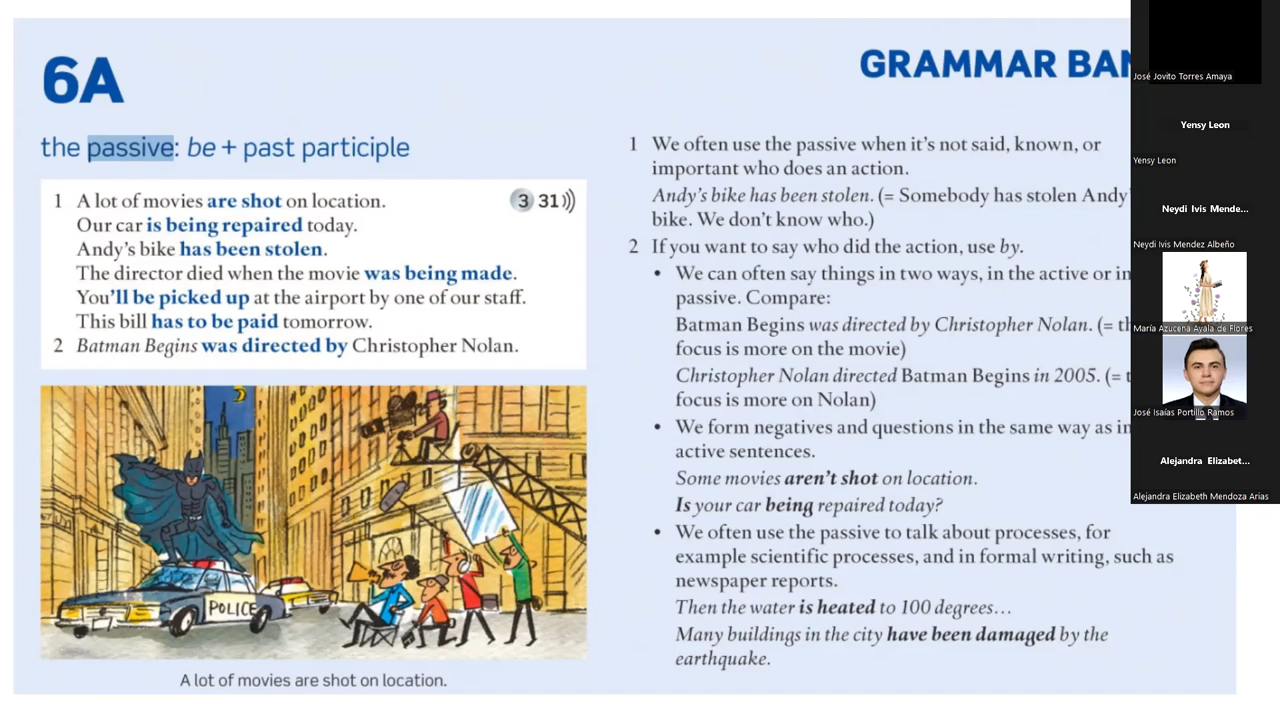 6A
GRAMMAR BAN
the passive: be + past participle
1 A lot of movies are shot on location.
3 31
Our car is being repaired today.
Andy's bike has been stolen.
The director died when the movie was being made.
You'll be picked up at the airport by one of our staff.
This bill has to be paid tomorrow.
2 Batman Begins was directed by Christopher Nolan.
POLICE
A lot of movies are shot on location.
1 We often use the passive when it's not said, known, or
important who does an action.
Andy's bike has been stolen. (= Somebody has stolen Andy'
bike. We don't know who.)
2 If you want to say who did the action, use by.
• We can often say things in two ways, in the active or in
passive. Compare:
Batman Begins was directed by Christopher Nolan. (= th
focus is more on the movie)
Christopher Nolan directed Batman Begins in 2005. (= t
focus is more on Nolan)
• We form negatives and questions in the same way as in
active sentences.
Some movies aren't shot on location.
Is your car being repaired today?
• We often use the passive to talk about processes, for
example scientific processes, and in formal writing, such as
newspaper reports.
Then the water is heated to 100 degrees…
Many buildings in the city have been damaged by the
earthquake.
José Jovito Torres Amaya
Yensy Leon
Yensy Leon
Neydi Ivis Mende...
Neydi Ivis Mendez Albeño
María Azucena Ayala de Flores
José Isaías Portillo Ramos
Alejandra Elizabet...
Alejandra Elizabeth Mendoza Arias